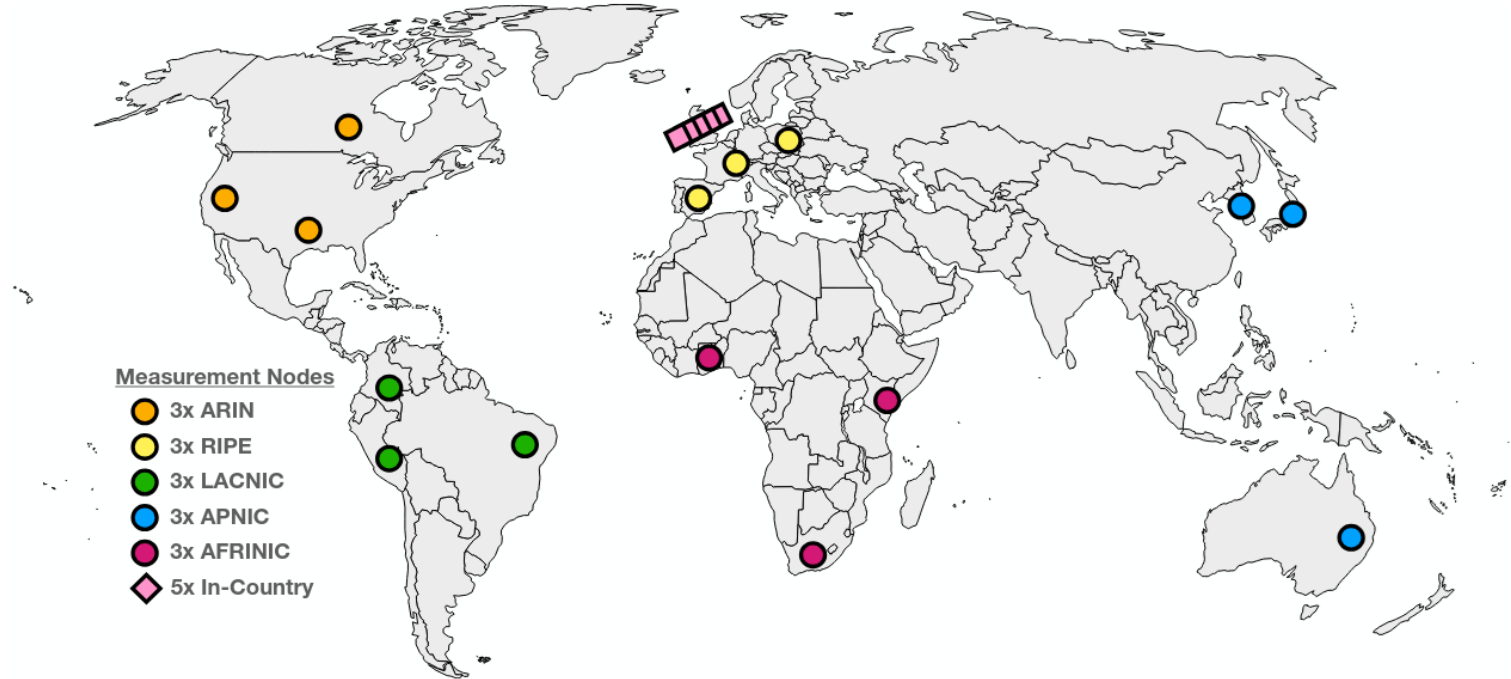 Measurement Nodes
3x ARIN
3x RIPE
3x LACNIC
3x APNIC
3x AFRINIC
5x In-Country